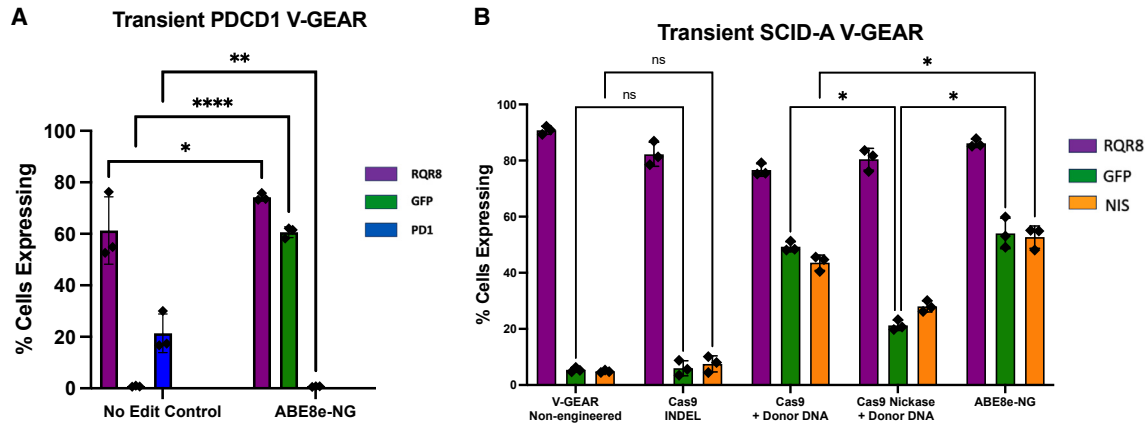 A
Transient PDCD1 V-GEAR
**
****
*
% Cells Expressing
100
80
60
40
20
0
No Edit Control
ABE8e-NG
RQR8
GFP
PD1
B
Transient SCID-A V-GEAR
ns
*
ns
*
*
% Cells Expressing
100
80
60
40
20
0
V-GEAR
Non-engineered
Cas9
INDEL
Cas9
+ Donor DNA
Cas9 Nickase
+ Donor DNA
ABE8e-NG
RQR8
GFP
NIS